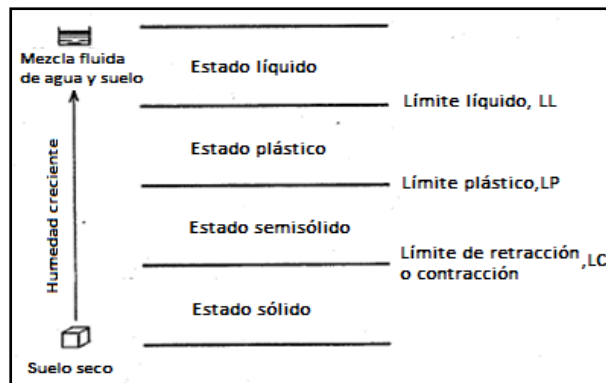 Mezcla fluida
de agua y suelo
Estado líquido
Límite líquido, LL
Estado plástico
Límite plástico,LP
Estado semisólido
Límite de retracción
o contracción ,LC
Estado sólido
Humedad creciente
Suelo seco